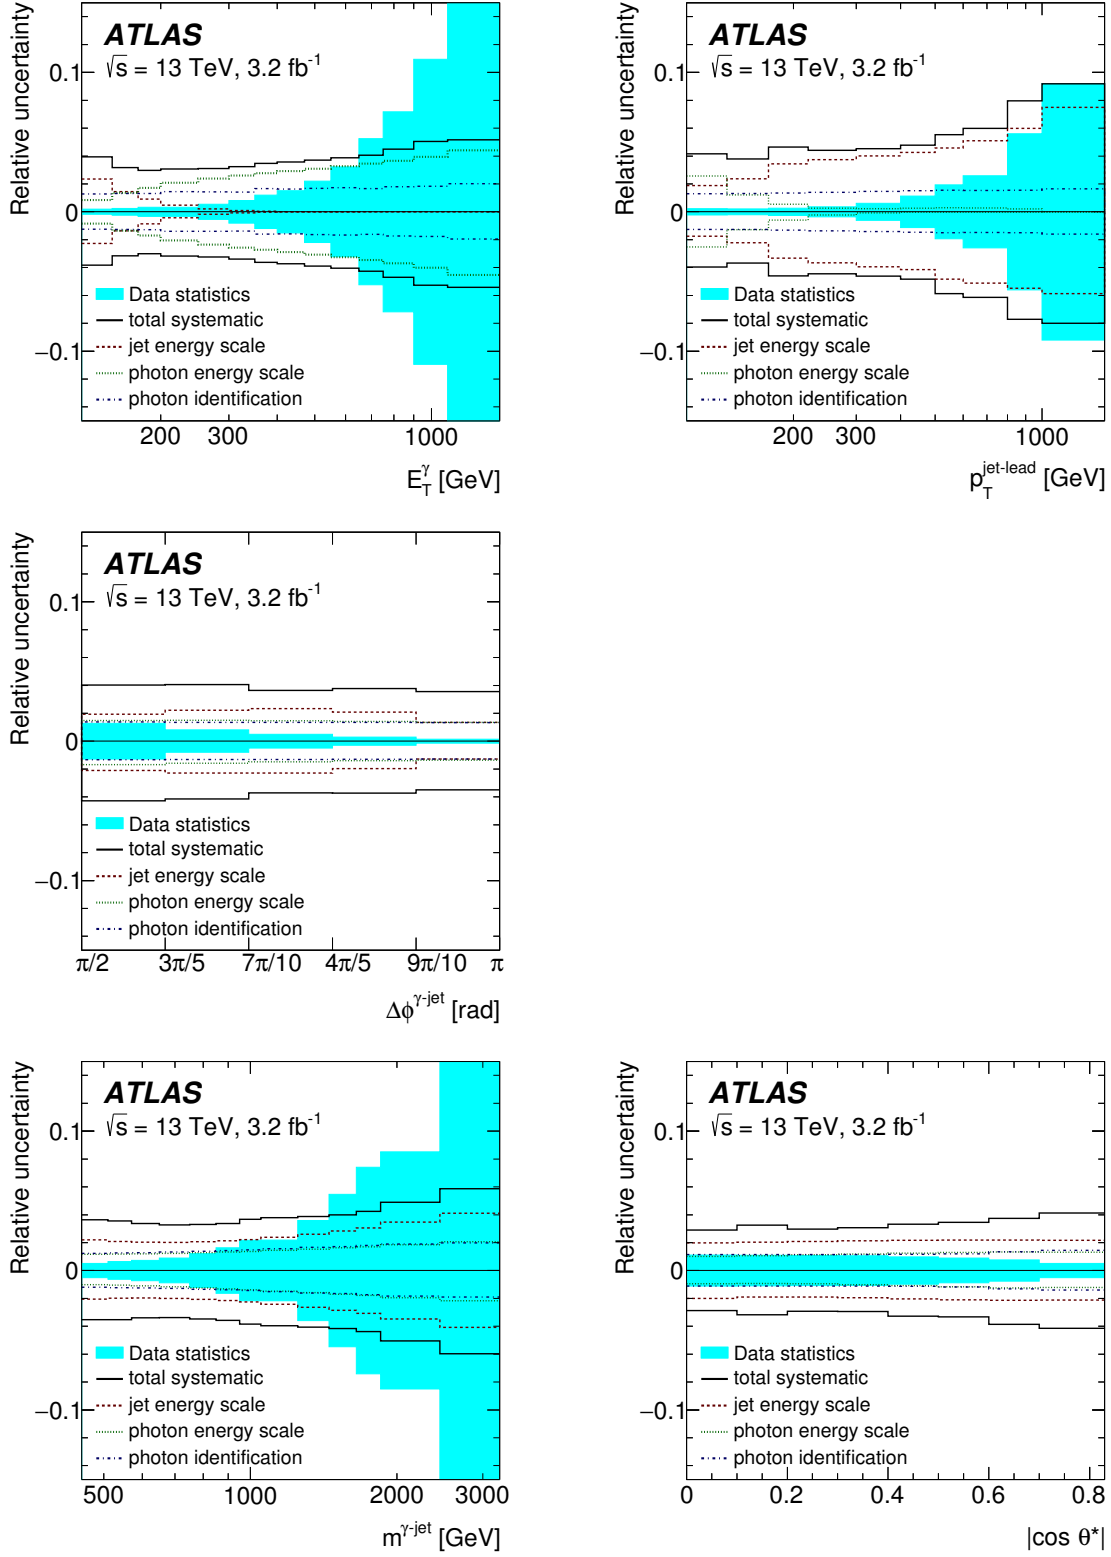 Relative uncertainty
ATLAS
√s = 13 TeV, 3.2 fb-1
0.1
0
−0.1
Data statistics
total systematic
jet energy scale
photon energy scale
photon identification
200 300 1000
E_T^γ [GeV]
Relative uncertainty
ATLAS
√s = 13 TeV, 3.2 fb-1
0.1
0
−0.1
Data statistics
total systematic
jet energy scale
photon energy scale
photon identification
200 300 1000
p_T^jet-lead [GeV]
Relative uncertainty
ATLAS
√s = 13 TeV, 3.2 fb-1
0.1
0
−0.1
Data statistics
total systematic
jet energy scale
photon energy scale
photon identification
π/2 3π/5 7π/10 4π/5 9π/10 π
Δϕ^γ-jet [rad]
Relative uncertainty
ATLAS
√s = 13 TeV, 3.2 fb-1
0.1
0
−0.1
Data statistics
total systematic
jet energy scale
photon energy scale
photon identification
500 1000 2000 3000
m^γ-jet [GeV]
Relative uncertainty
ATLAS
√s = 13 TeV, 3.2 fb-1
0.1
0
−0.1
Data statistics
total systematic
jet energy scale
photon energy scale
photon identification
0 0.2 0.4 0.6 0.8
|cos θ*|